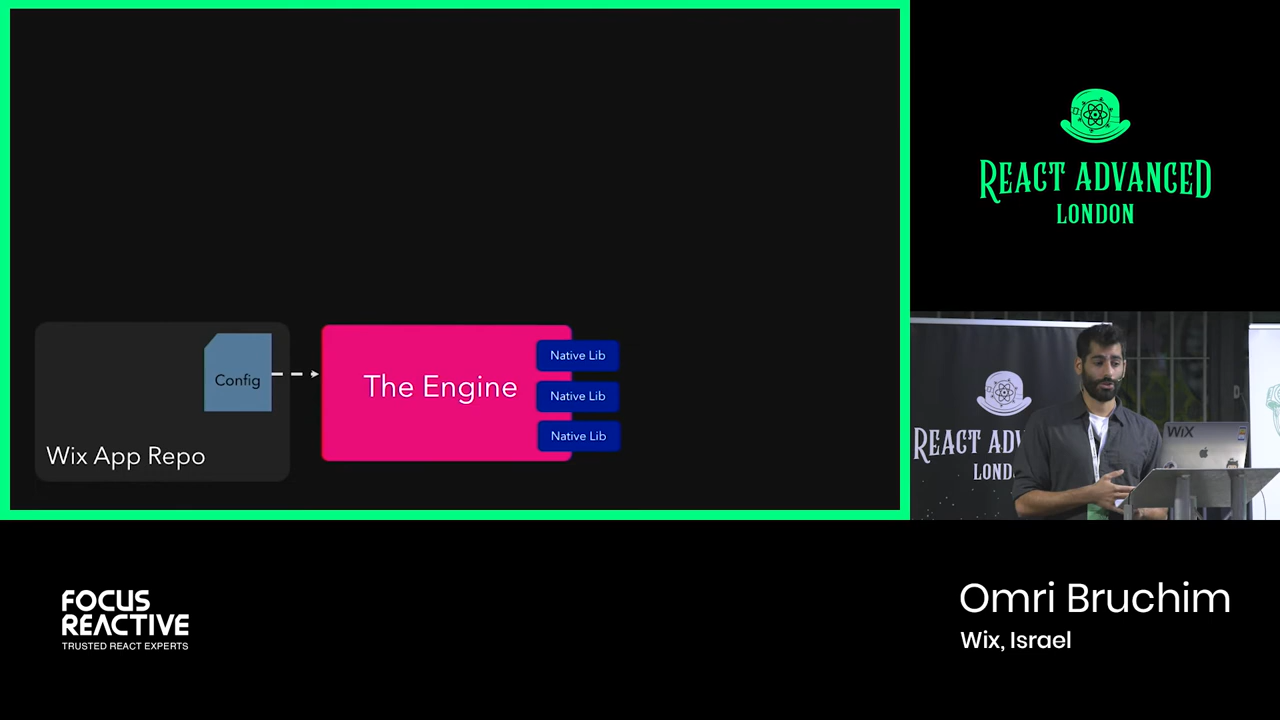 Config
Wix App Repo
The Engine
Native Lib
Native Lib
Native Lib
REACT ADVANCED
LONDON
REACT ADV
LOND
WiX
FOCUS
REACTIVE
TRUSTED REACT EXPERTS
Omri Bruchim
Wix, Israel